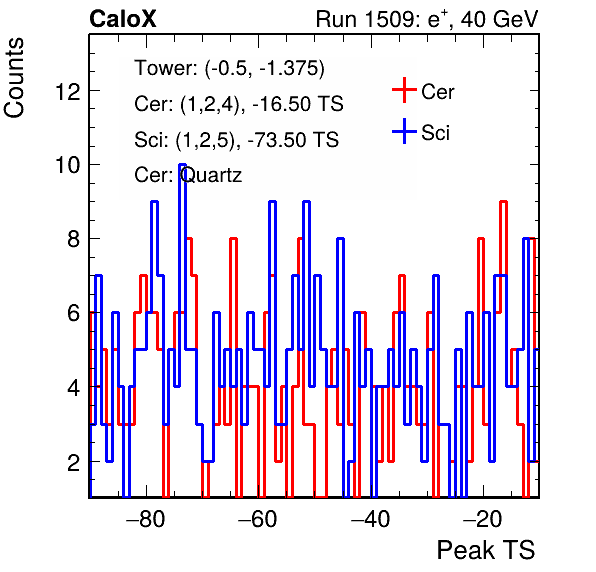 CaloX Run 1509: e⁺, 40 GeV
Counts
Tower: (-0.5, -1.375)
Cer: (1,2,4), -16.50 TS
Sci: (1,2,5), -73.50 TS
Cer: Quartz
Cer
Sci
12
10
8
6
4
2
−80 −60 −40 −20
Peak TS